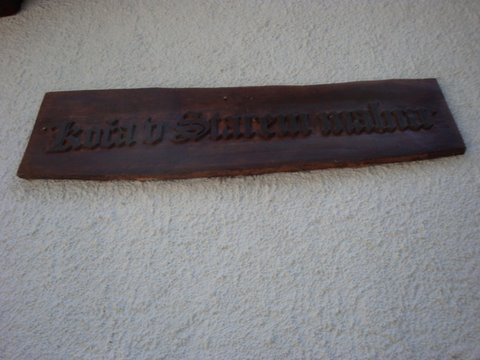 Koča v Starem malnu